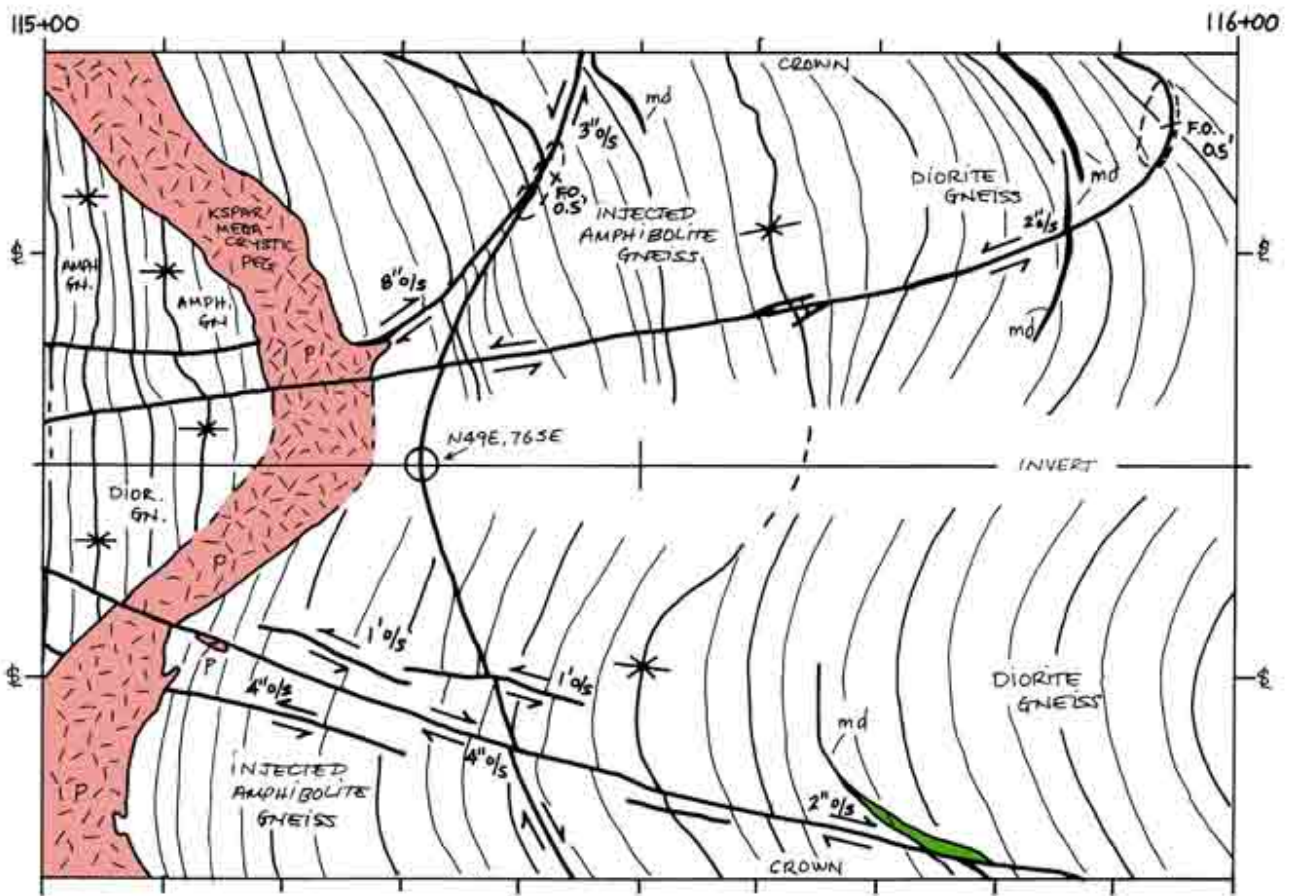 115+00
116+00
CROWN
md
3"o/s
F.O.
0.5'
F.O.
0.5'
md
DIORITE
GNEISS
KSPAR
MEGA-
CRYSTIC
PEG
INJECTED
AMPHIBOLITE
GNEISS
2"o/s
AMPH
GN.
AMPH.
GN
8"o/s
md
P
N49E, 76SE
INVERT
DIOR.
GN.
P
1'o/s
P
1'o/s
4"o/s
DIORITE
GNEISS
md
4"o/s
INJECTED
AMPHIBOLITE
GNEISS
P
2"o/s
CROWN